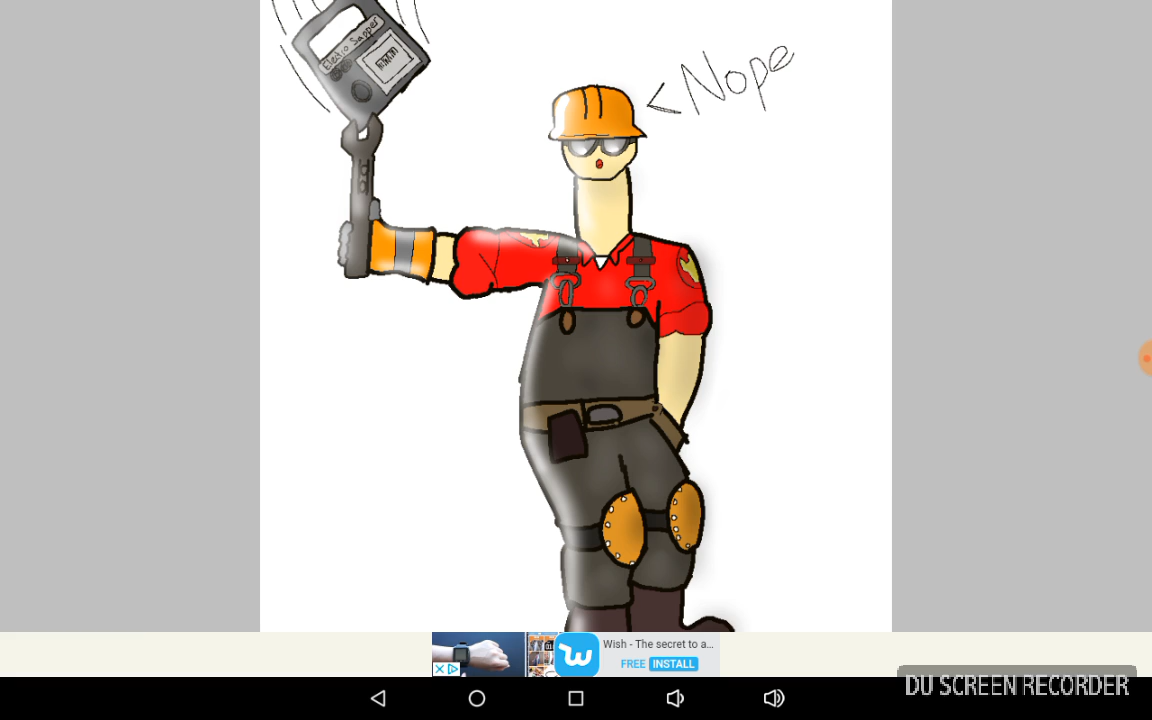 Electro Sapper
< Nope
Wish - The secret to a...
FREE INSTALL
DU SCREEN RECORDER